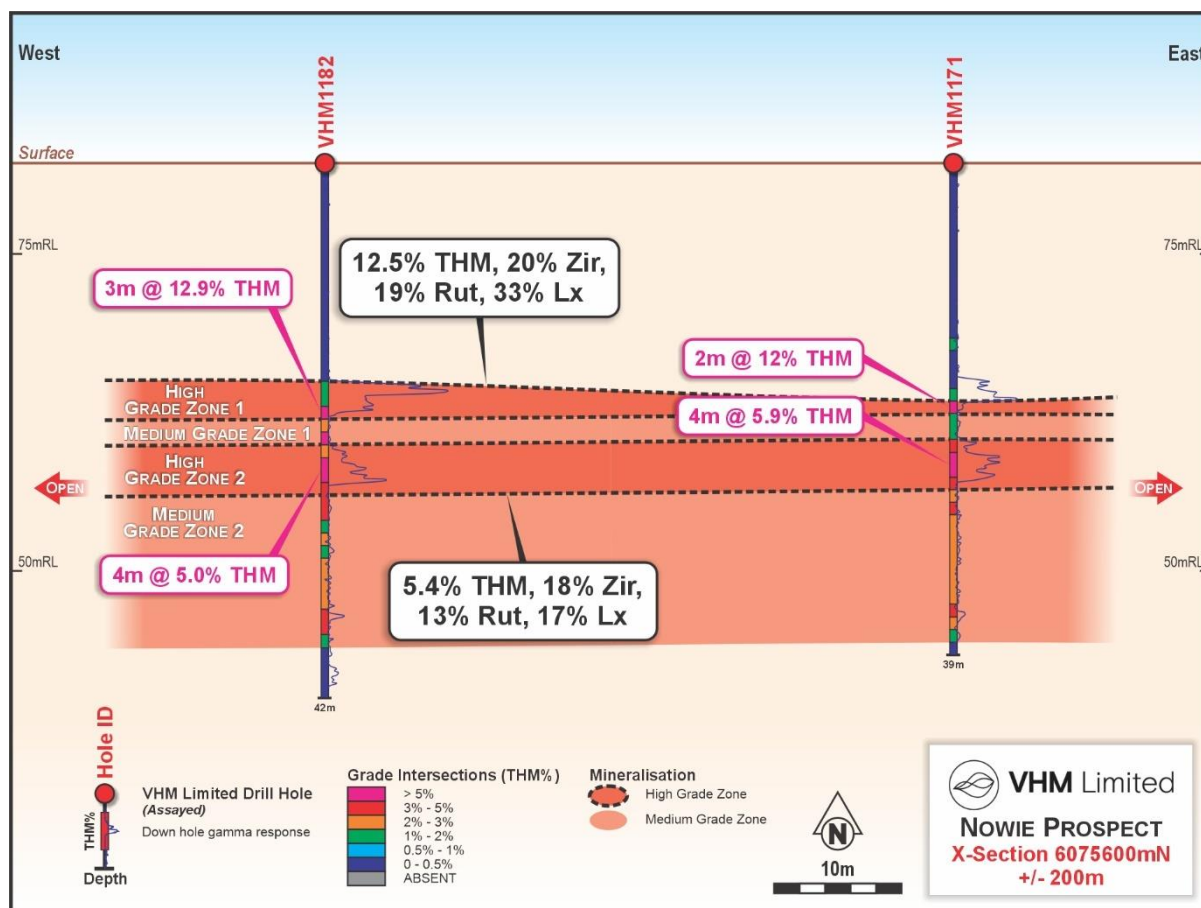 West
East
VHM1182
VHM1171
Surface
75mRL
75mRL
12.5% THM, 20% Zir,
19% Rut, 33% Lx
3m @ 12.9% THM
2m @ 12% THM
4m @ 5.9% THM
HIGH
GRADE ZONE 1
MEDIUM GRADE ZONE 1
HIGH
GRADE ZONE 2
OPEN
OPEN
MEDIUM
GRADE ZONE 2
50mRL
50mRL
4m @ 5.0% THM
5.4% THM, 18% Zir,
13% Rut, 17% Lx
39m
42m
Hole ID
THM%
Depth
VHM Limited Drill Hole
(Assayed)
Down hole gamma response
Grade Intersections (THM%)
> 5%
3% - 5%
2% - 3%
1% - 2%
0.5% - 1%
0 - 0.5%
ABSENT
Mineralisation
High Grade Zone
Medium Grade Zone
N
10m
VHM Limited
NOWIE PROSPECT
X-Section 6075600mN
+/- 200m